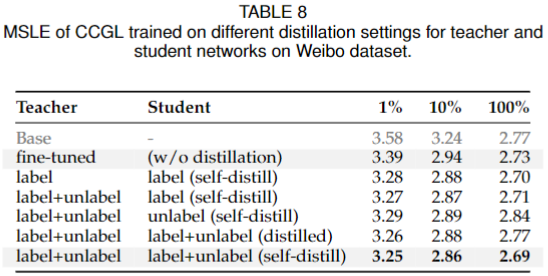 TABLE 8
MSLE of CCGL trained on different distillation settings for teacher and
student networks on Weibo dataset.
Teacher Student 1% 10% 100%
Base - 3.58 3.24 2.77
fine-tuned (w/o distillation) 3.39 2.94 2.73
label label (self-distill) 3.28 2.88 2.70
label+unlabel label (self-distill) 3.27 2.87 2.71
label+unlabel unlabel (self-distill) 3.29 2.89 2.84
label+unlabel label+unlabel (distilled) 3.26 2.88 2.77
label+unlabel label+unlabel (self-distill) 3.25 2.86 2.69